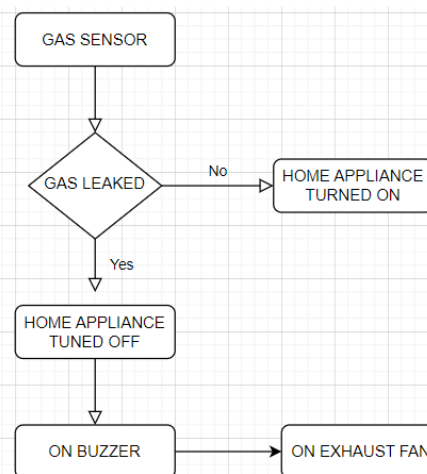 GAS SENSOR
GAS LEAKED
No
HOME APPLIANCE
TURNED ON
Yes
HOME APPLIANCE
TUNED OFF
ON BUZZER
ON EXHAUST FAN